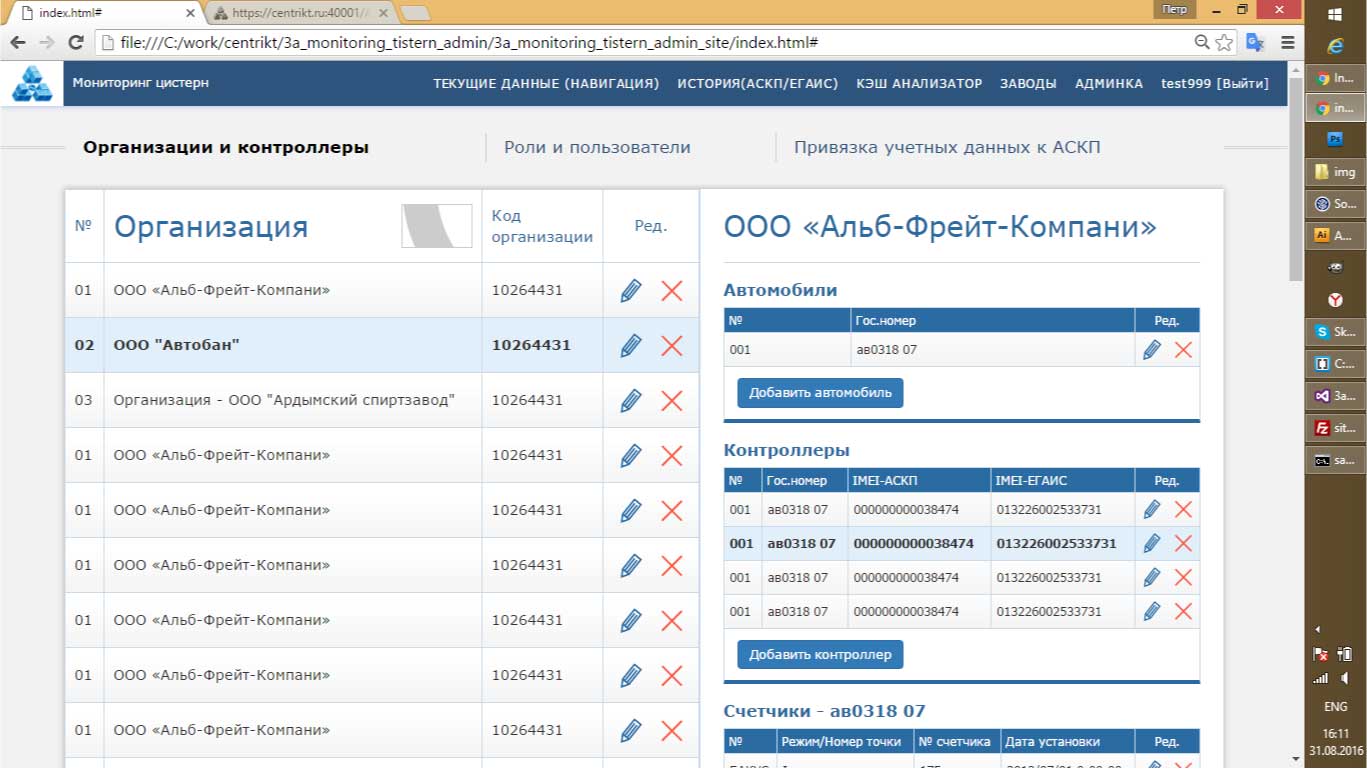 index.html#
https://centrikt.ru:40001/
Петр
file:///C:/work/centrikt/3a_monitoring_tistern_admin/3a_monitoring_tistern_admin_site/index.html#
Мониторинг цистерн
ТЕКУЩИЕ ДАННЫЕ (НАВИГАЦИЯ)
ИСТОРИЯ(АСКП/ЕГАИС)
КЭШ АНАЛИЗАТОР
ЗАВОДЫ
АДМИНКА
test999 [Выйти]
Организации и контроллеры
Роли и пользователи
Привязка учетных данных к АСКП
№ Организация Код организации Ред.
01 ООО «Альб-Фрейт-Компани» 10264431
02 ООО "Автобан" 10264431
03 Организация - ООО "Ардымский спиртзавод" 10264431
01 ООО «Альб-Фрейт-Компани» 10264431
01 ООО «Альб-Фрейт-Компани» 10264431
01 ООО «Альб-Фрейт-Компани» 10264431
01 ООО «Альб-Фрейт-Компани» 10264431
01 ООО «Альб-Фрейт-Компани» 10264431
01 ООО «Альб-Фрейт-Компани» 10264431
ООО «Альб-Фрейт-Компани»
Автомобили
№ Гос.номер Ред.
001 ав0318 07
Добавить автомобиль
Контроллеры
№ Гос.номер IMEI-АСКП IMEI-ЕГАИС Ред.
001 ав0318 07 000000000038474 013226002533731
001 ав0318 07 000000000038474 013226002533731
001 ав0318 07 000000000038474 013226002533731
001 ав0318 07 000000000038474 013226002533731
Добавить контроллер
Счетчики - ав0318 07
№ Режим/Номер точки № счетчика Дата установки Ред.
In...
in...
Ps
img
So...
Ai A...
Sk...
C:...
За...
Fz sit...
sa...
ENG
16:11
31.08.2016